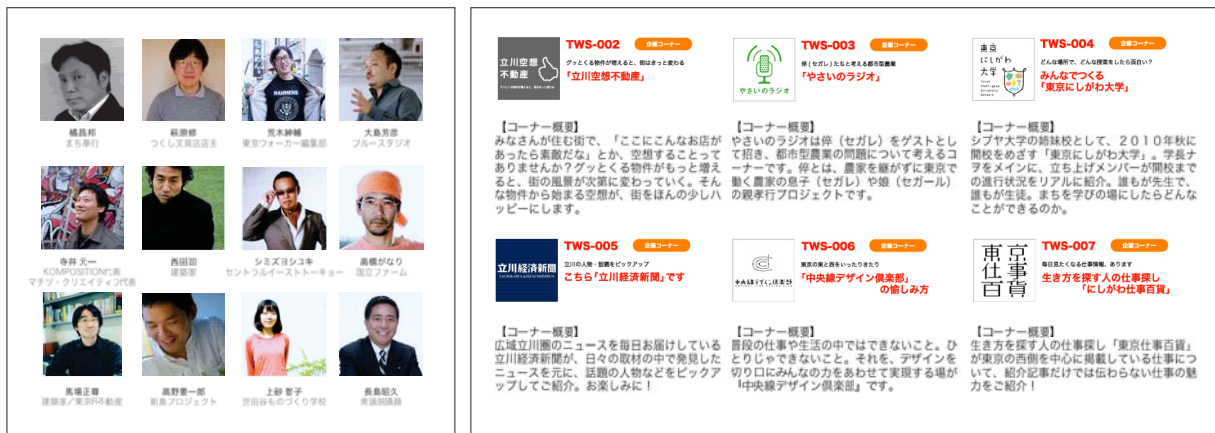 橘昌邦
まち奉行
萩原修
つくし文具店店主
荒木紳輔
東京ウォーカー編集部
大島芳彦
ブルースタジオ
寺井元一
KOMPOSITION代表
マチヅ・クリエイティブ代表
西田司
建築家
シミズヨシユキ
セントラルイーストトーキョー
高橋がなり
国立ファーム
馬場正尊
建築家/東京R不動産
高野要一郎
新島プロジェクト
上砂智子
世田谷ものづくり学校
長島昭久
衆議院議員
立川空想
不動産
グッとくる物件が増えると、街はきっと変わる
TWS-002
企画コーナー
グッとくる物件が増えると、街はきっと変わる
「立川空想不動産」
【コーナー概要】
みなさんが住む街で、「ここにこんなお店が
あったら素敵だな」とか、空想することって
ありませんか?グッとくる物件がもっと増え
ると、街の風景が次第に変わっていく。そん
な物件から始まる空想が、街をほんの少しハ
ッピーにします。
やさいのラジオ
TWS-003
企画コーナー
倅(セガレ)たちと考える都市型農業
「やさいのラジオ」
【コーナー概要】
やさいのラジオは倅(セガレ)をゲストとし
て招き、都市型農業の問題について考えるコ
ーナーです。倅とは、農家を継がずに東京で
働く農家の息子(セガレ)や娘(セガール)
の親孝行プロジェクトです。
東京
にしがわ
大学
TWS-004
企画コーナー
どんな場所で、どんな授業をしたら面白い?
みんなでつくる
「東京にしがわ大学」
【コーナー概要】
シブヤ大学の姉妹校として、2010年秋に
開校をめざす「東京にしがわ大学」。学長ナ
ヲをメインに、立ち上げメンバーが開校まで
の進行状況をリアルに紹介。誰もが先生で、
誰もが生徒。まちを学びの場にしたらどんな
ことができるのか。
立川経済新聞
TACHIKAWA KEIZAI SHIMBUN
TWS-005
企画コーナー
立川の人物・話題をピックアップ
こちら「立川経済新聞」です
【コーナー概要】
広域立川圏のニュースを毎日お届けしている
立川経済新聞が、日々の取材の中で発見した
ニュースを元に、話題の人物などをピックア
ップしてご紹介。お楽しみに!
中央線デザイン倶楽部
TWS-006
企画コーナー
東京の東と西をいったりきたり
「中央線デザイン倶楽部」
の愉しみ方
【コーナー概要】
普段の仕事や生活の中ではできないこと。ひ
とりじゃできないこと。それを、デザインを
切り口にみんなの力をあわせて実現する場が
『中央線デザイン倶楽部』です。
東京
仕事
百貨
TWS-007
企画コーナー
毎日見たくなる仕事情報、あります
生き方を探す人の仕事探し
「にしがわ仕事百貨」
【コーナー概要】
生き方を探す人の仕事探し「東京仕事百貨」
が東京の西側を中心に掲載している仕事につ
いて、紹介記事だけでは伝わらない仕事の魅
力をご紹介!